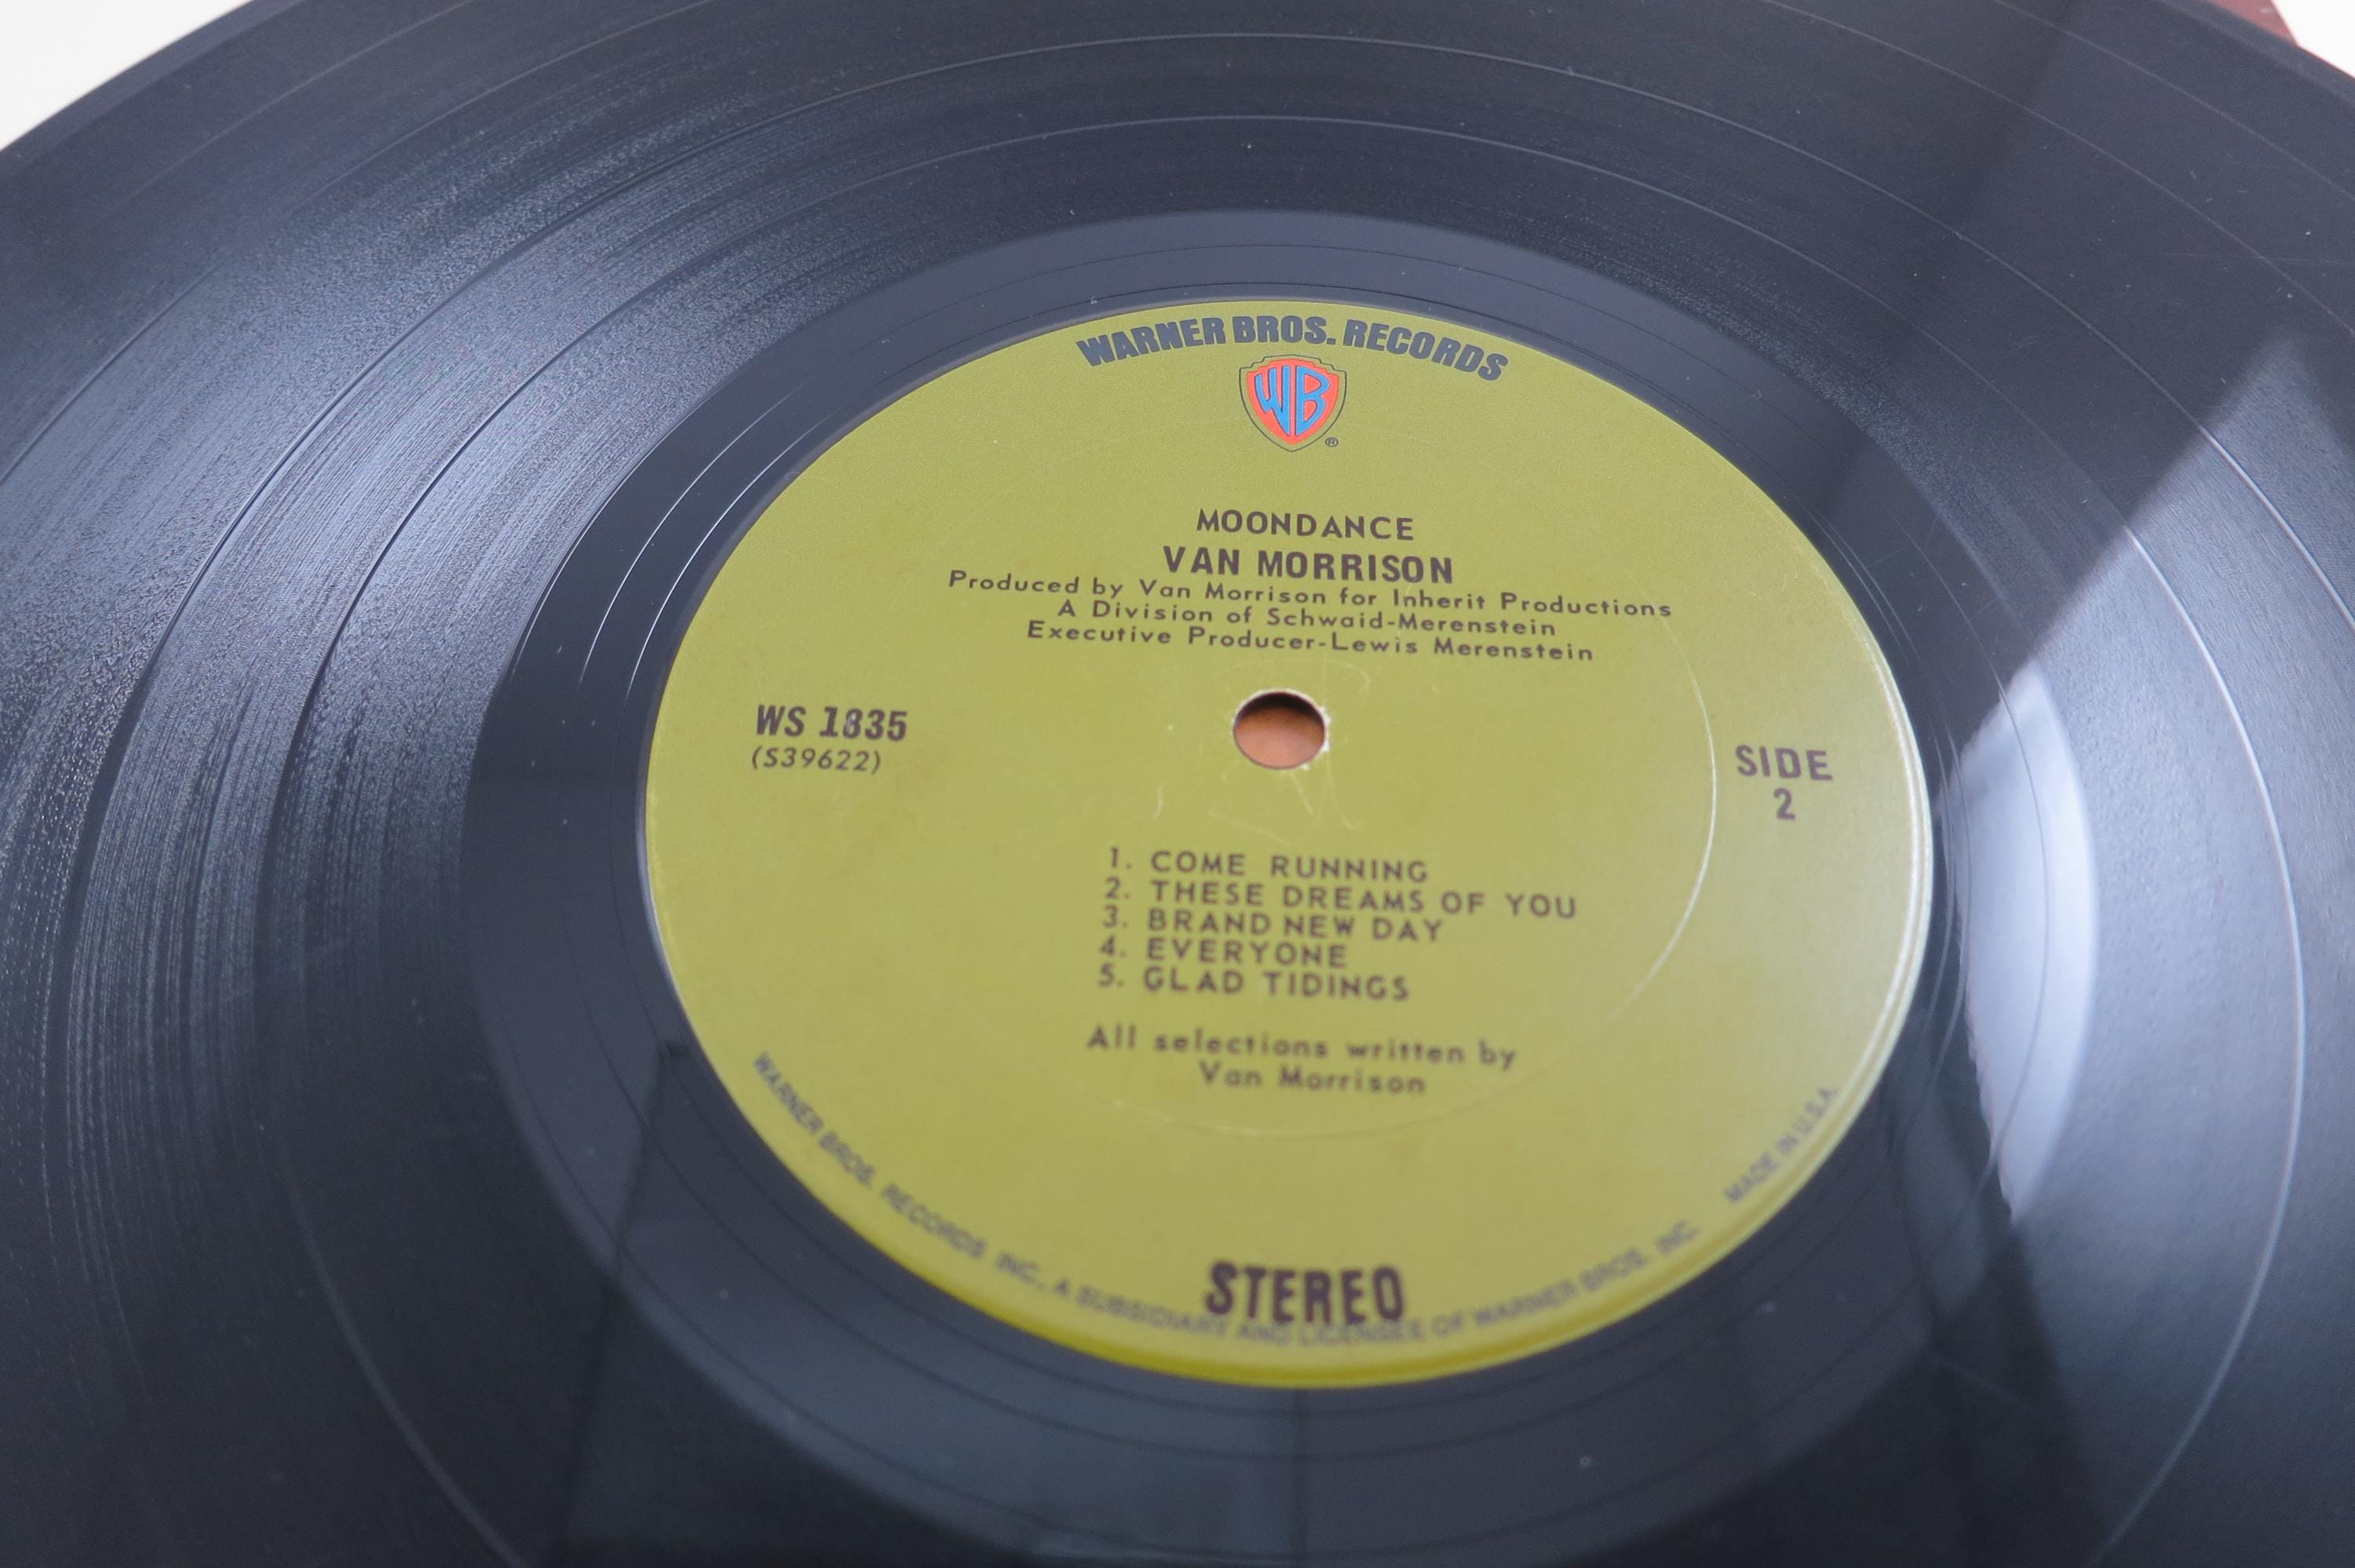 WARNER BROS. RECORDS
WB
®
MOONDANCE
VAN MORRISON
Produced by Van Morrison for Inherit Productions
A Division of Schwaid-Merenstein
Executive Producer-Lewis Merenstein
WS 1835
(S39622)
SIDE
2
1. COME RUNNING
2. THESE DREAMS OF YOU
3. BRAND NEW DAY
4. EVERYONE
5. GLAD TIDINGS
All selections written by
Van Morrison
STEREO
WARNER BROS. RECORDS INC., A SUBSIDIARY AND LICENSEE OF WARNER BROS. INC. MADE IN U.S.A.